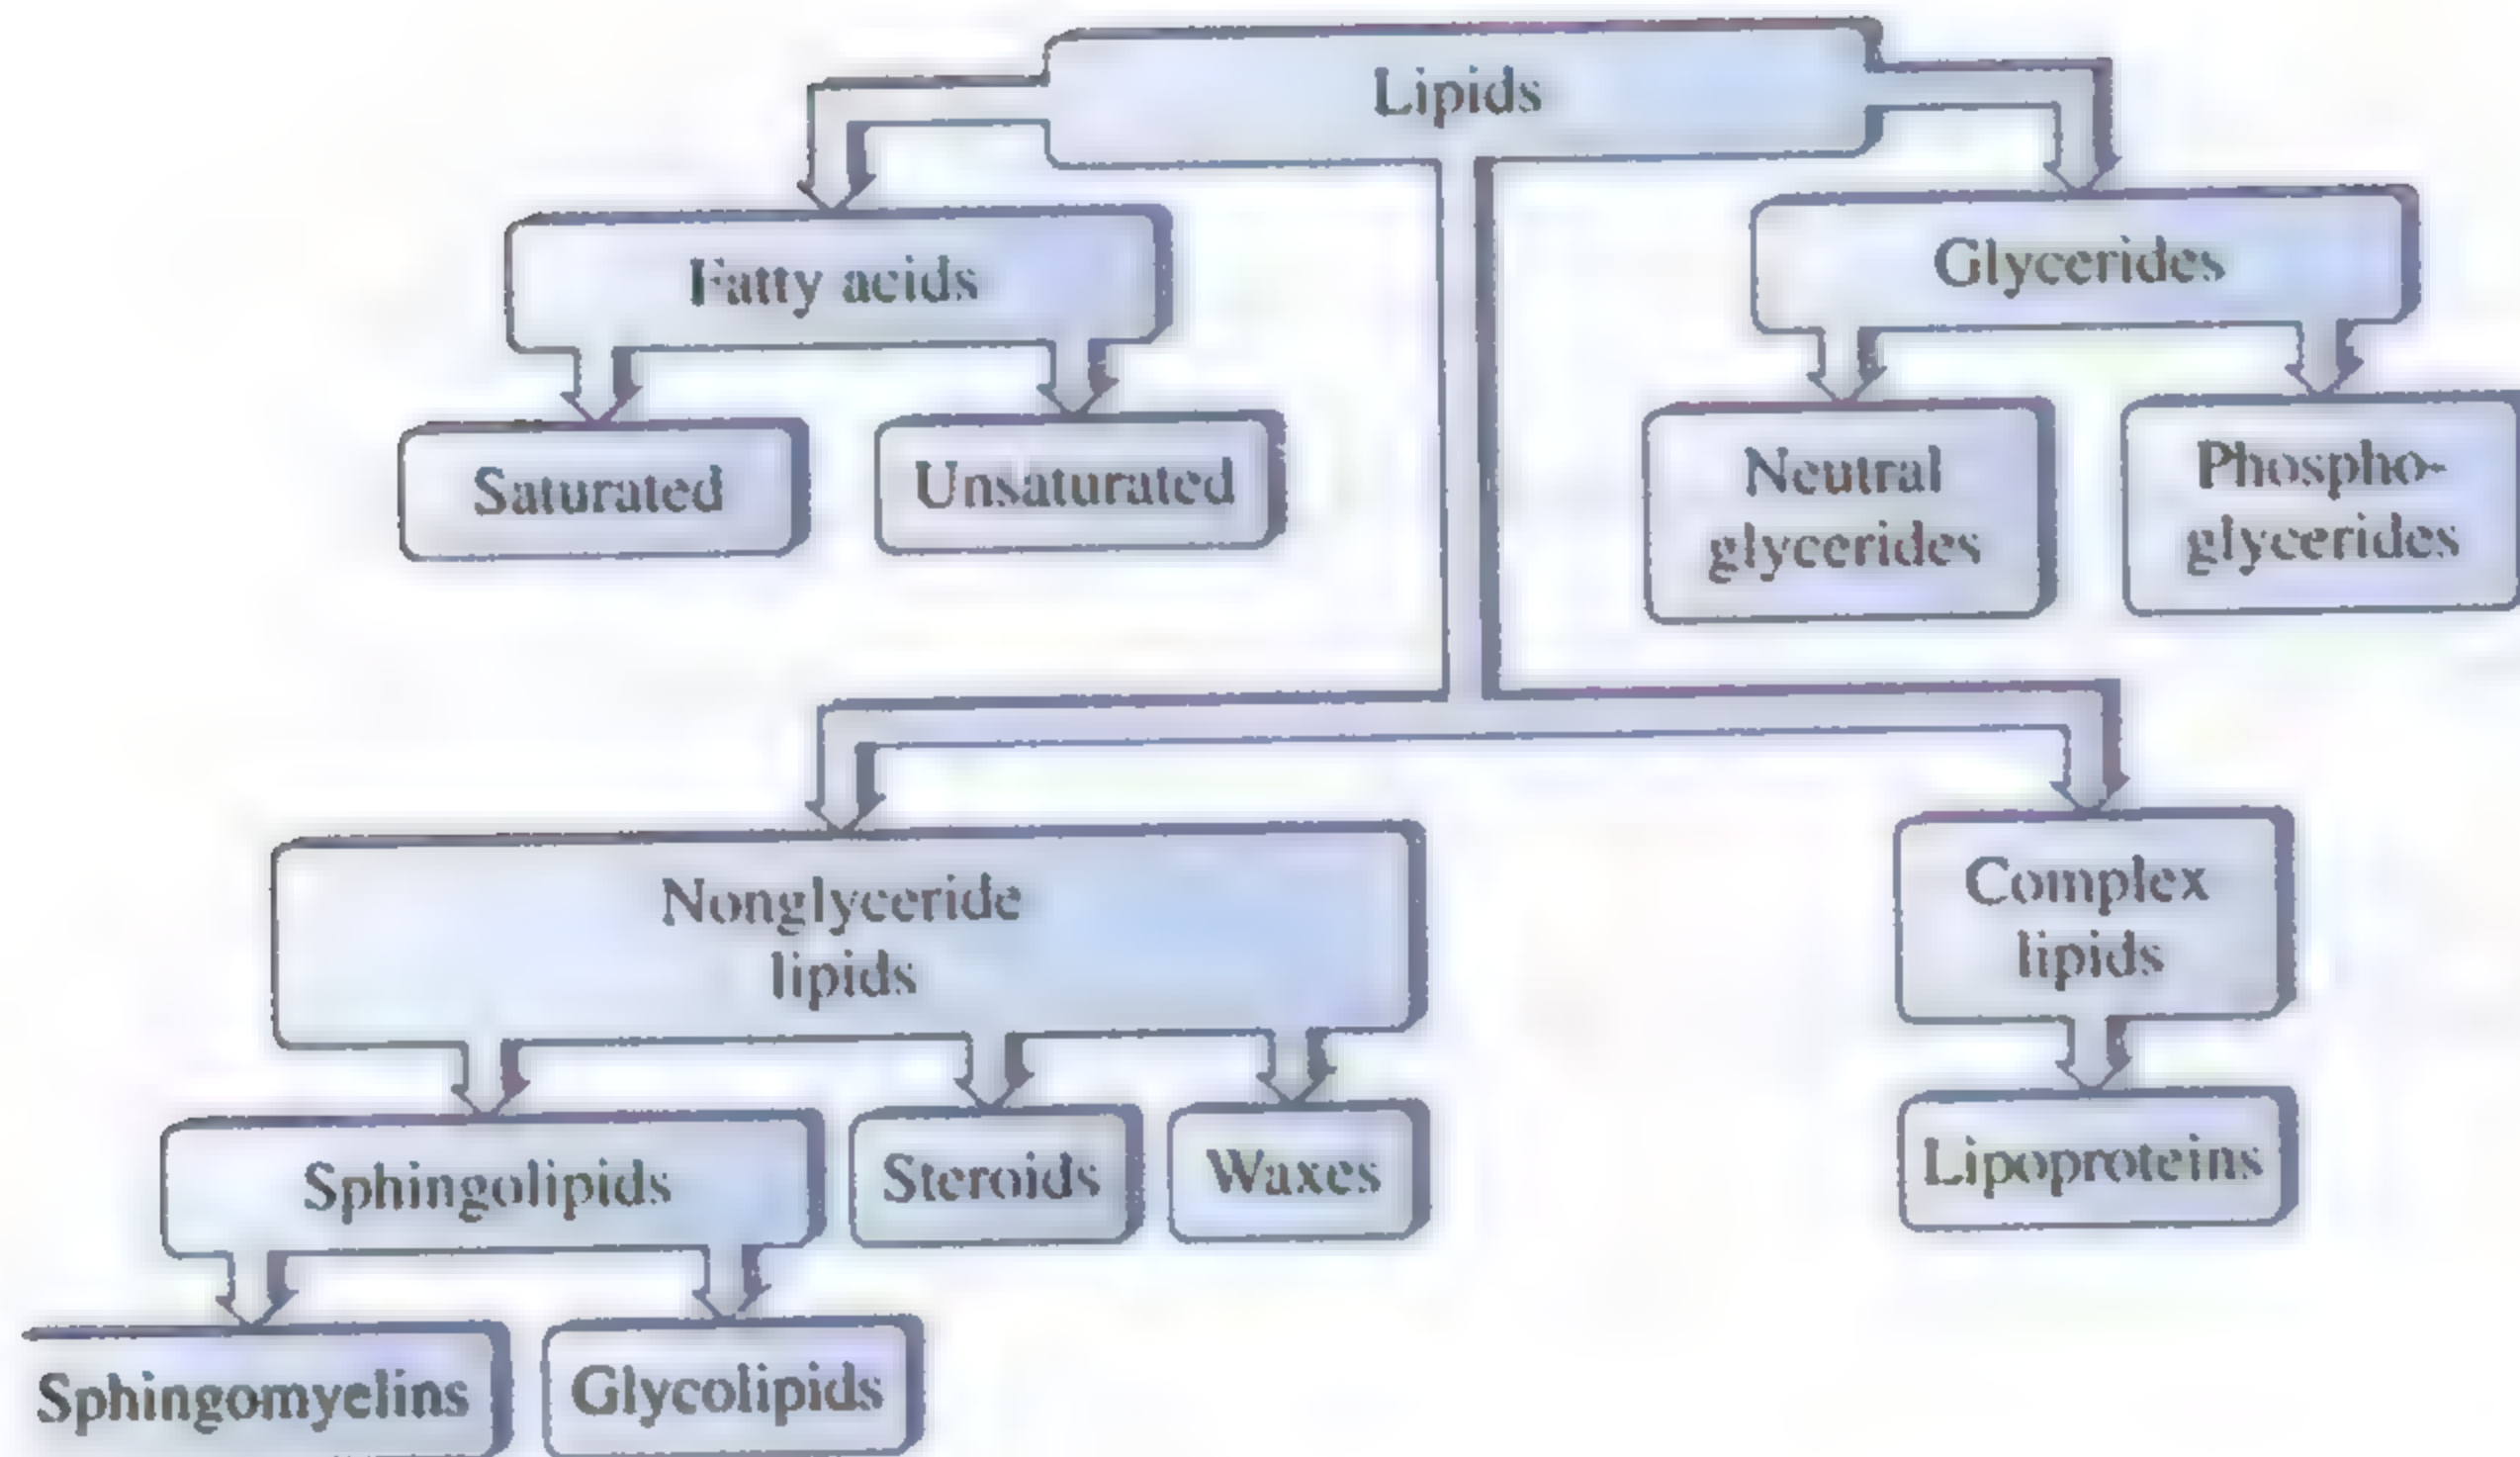 Lipids
Fatty acids
Glycerides
Saturated
Unsaturated
Neutral
glycerides
Phospho-
glycerides
Nonglyceride
lipids
Complex
lipids
Sphingolipids
Steroids
Waxes
Lipoproteins
Sphingomyelins
Glycolipids